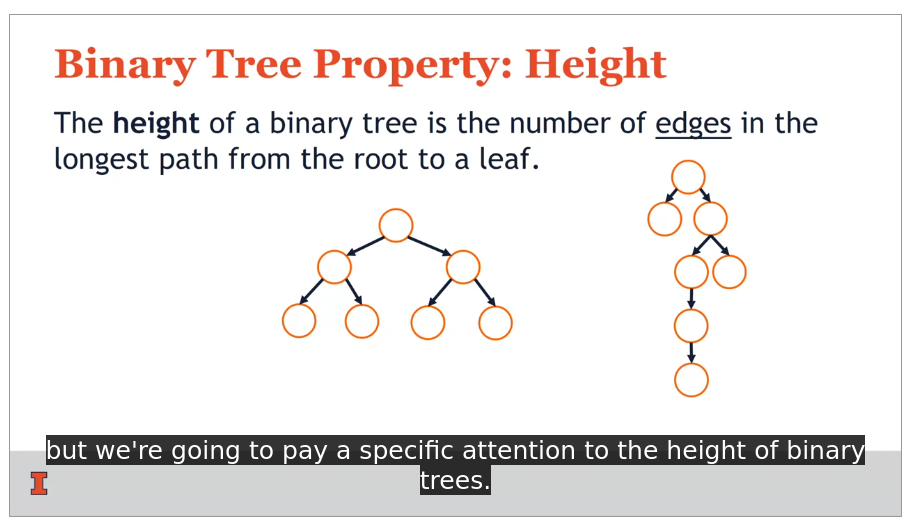 Binary Tree Property: Height
The height of a binary tree is the number of edges in the
longest path from the root to a leaf.
but we're going to pay a specific attention to the height of binary
trees.
I